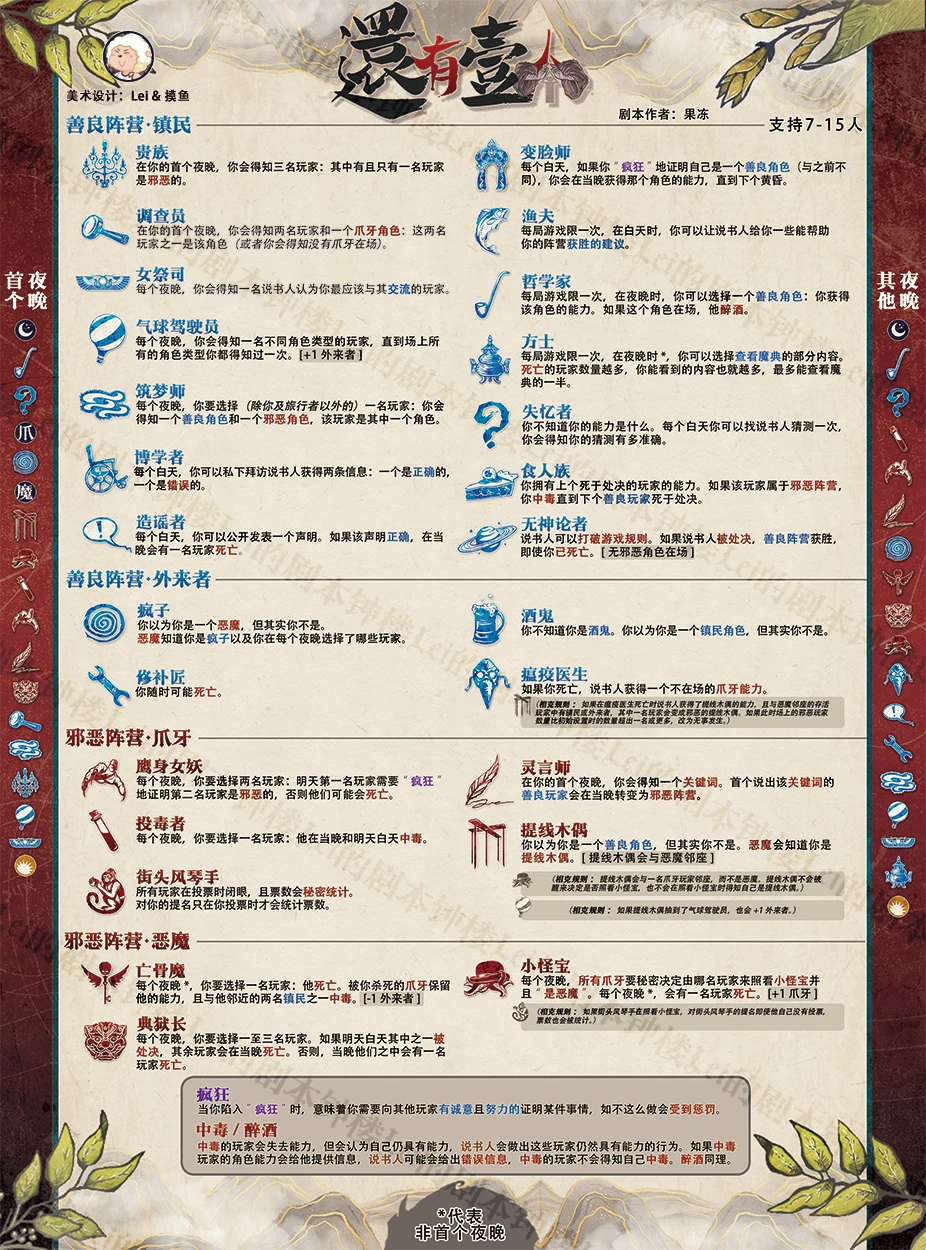 還有壹人
美术设计：Lei & 摸鱼
剧本作者：果冻
支持7-15人
善良阵营·镇民
贵族
在你的首个夜晚，你会得知三名玩家：其中有且只有一名玩家
是邪恶的。
调查员
在你的首个夜晚，你会得知两名玩家和一个爪牙角色：这两名
玩家之一是该角色（或者你会得知没有爪牙在场）。
女祭司
每个夜晚，你会得知一名说书人认为你最应该与其交流的玩家。
气球驾驶员
每个夜晚，你会得知一名不同角色类型的玩家，直到场上所
有的角色类型你都得知过一次。[+1 外来者 ]
筑梦师
每个夜晚，你要选择（除你及旅行者以外的）一名玩家：你会
得知一个善良角色和一个邪恶角色，该玩家是其中一个角色。
博学者
每个白天，你可以私下拜访说书人获得两条信息：一个是正确的，
一个是错误的。
造谣者
每个白天，你可以公开发表一个声明。如果该声明正确，在当
晚会有一名玩家死亡。
变脸师
每个白天，如果你“疯狂”地证明自己是一个善良角色（与之前不
同），你会在当晚获得那个角色的能力，直到下个黄昏。
渔夫
每局游戏限一次，在白天时，你可以让说书人给你一些能帮助
你的阵营获胜的建议。
哲学家
每局游戏限一次，在夜晚时，你可以选择一个善良角色：你获得
该角色的能力。如果这个角色在场，他醉酒。
方士
每局游戏限一次，在夜晚时 *，你可以选择查看魔典的部分内容。
死亡的玩家数量越多，你能看到的内容也就越多，最多能查看魔
典的一半。
失忆者
你不知道你的能力是什么。每个白天你可以找说书人猜测一次，
你会得知你的猜测有多准确。
食人族
你拥有上个死于处决的玩家的能力。如果该玩家属于邪恶阵营，
你中毒直到下个善良玩家死于处决。
无神论者
说书人可以打破游戏规则。如果说书人被处决，善良阵营获胜，
即使你已死亡。[ 无邪恶角色在场 ]
善良阵营·外来者
疯子
你以为你是一个恶魔，但其实你不是。
恶魔知道你是疯子以及你在每个夜晚选择了哪些玩家。
修补匠
你随时可能死亡。
酒鬼
你不知道你是酒鬼。你以为你是一个镇民角色，但其实你不是。
瘟疫医生
如果你死亡，说书人获得一个不在场的爪牙能力。
（相克规则 ：如果在瘟疫医生死亡时说书人获得了提线木偶的能力，且与恶魔邻座的存活
玩家中有镇民或外来者，其中一名玩家会变成邪恶的提线木偶。如果此时场上的邪恶玩家
数量比初始设置时的数量超出一名或更多，改为无事发生。）
邪恶阵营·爪牙
鹰身女妖
每个夜晚，你要选择两名玩家：明天第一名玩家需要“疯狂”
地证明第二名玩家是邪恶的，否则他们可能会死亡。
投毒者
每个夜晚，你要选择一名玩家：他在当晚和明天白天中毒。
街头风琴手
所有玩家在投票时闭眼，且票数会秘密统计。
对你的提名只在你投票时才会统计票数。
灵言师
在你的首个夜晚，你会得知一个关键词。首个说出该关键词的
善良玩家会在当晚转变为邪恶阵营。
提线木偶
你以为你是一个善良角色，但其实你不是。恶魔会知道你是
提线木偶。[ 提线木偶会与恶魔邻座 ]
（相克规则 ：提线木偶会与一名爪牙玩家邻座，而不是恶魔。提线木偶不会被
醒来决定是否照看小怪宝，也不会在照看小怪宝时得知自己是提线木偶。）
（相克规则 ：如果提线木偶抽到了气球驾驶员，也会 +1 外来者。）
邪恶阵营·恶魔
亡骨魔
每个夜晚 *，你要选择一名玩家：他死亡。被你杀死的爪牙保留
他的能力，且与他邻近的两名镇民之一中毒。[-1 外来者 ]
典狱长
每个夜晚，你要选择一至三名玩家。如果明天白天其中之一被
处决，其余玩家会在当晚死亡。否则，当晚他们之中会有一名
玩家死亡。
小怪宝
每个夜晚，所有爪牙要秘密决定由哪名玩家来照看小怪宝并
且“是恶魔”。每个夜晚 *，会有一名玩家死亡。[+1 爪牙 ]
（相克规则 ：如果街头风琴手在照看小怪宝，对街头风琴手的提名即使他自己没有投票，
票数也会被统计。）
疯狂
当你陷入“疯狂”时，意味着你需要向其他玩家有诚意且努力的证明某件事情，如不这么做会受到惩罚。
中毒 / 醉酒
中毒的玩家会失去能力，但会认为自己仍具有能力，说书人会做出这些玩家仍然具有能力的行为。如果中毒
玩家的角色能力会给他提供信息，说书人可能会给出错误信息，中毒的玩家不会得知自己中毒。醉酒同理。
*代表
非首个夜晚
首个夜晚
爪
魔
其他夜晚